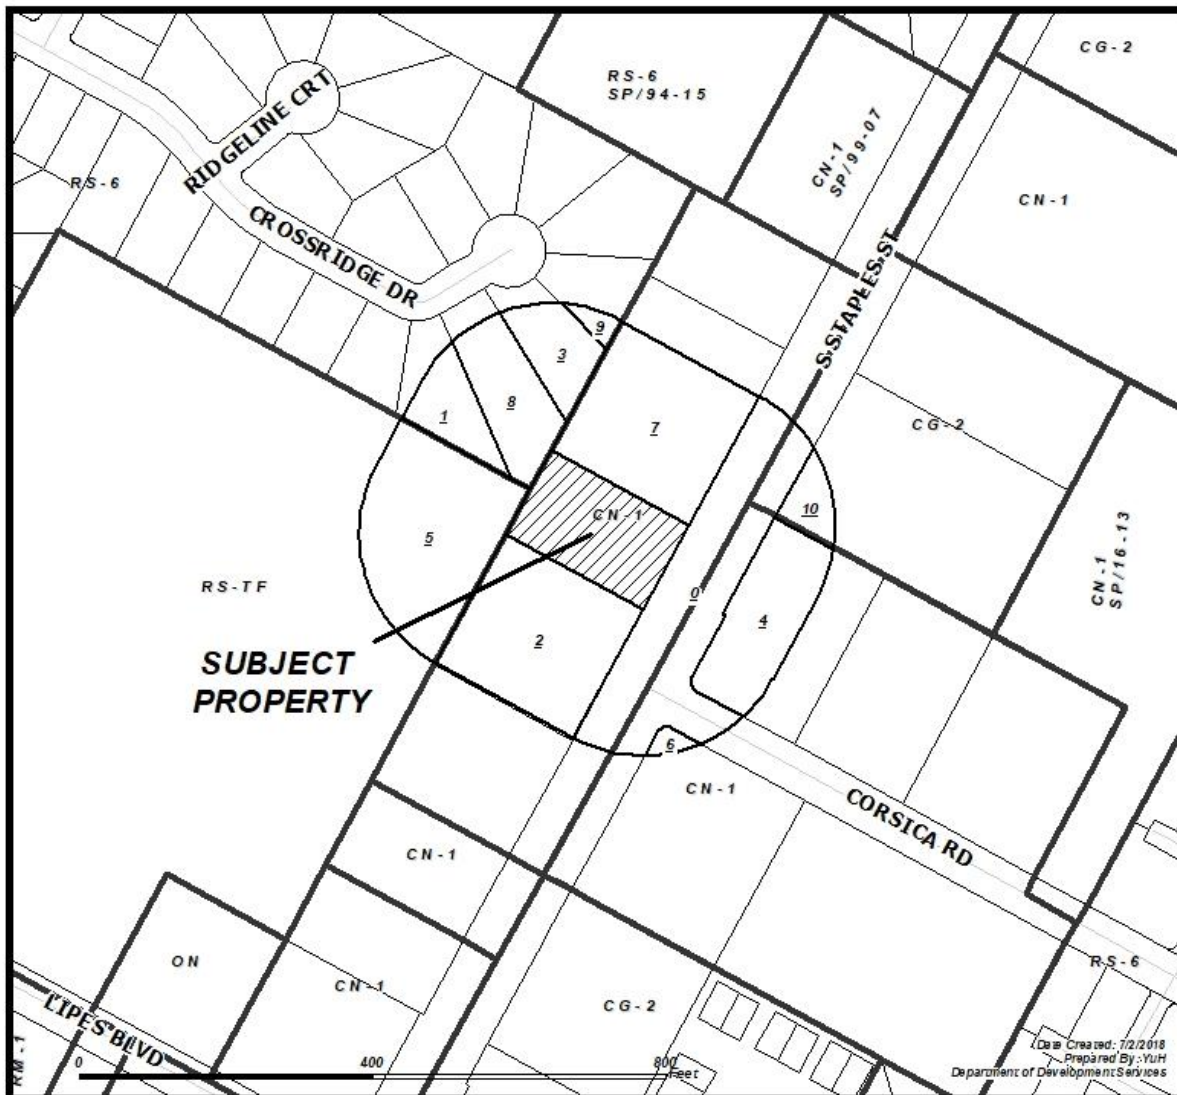 CG-2
RS-6
SP/94-15
CN-1
SP/99-07
RIDGELINE CRT
RS-6
CN-1
CROSSRIDGE DR
S STAPLES ST
9
3
1
8
7
CG-2
10
CN-1
5
CN-1
SP/16-13
RS-TF
0
4
2
SUBJECT
PROPERTY
6
CN-1
CORSICA RD
CN-1
ON
CN-1
RS-6
CG-2
LIPES BLVD
RM-1
Date Created: 7/2/2018
Prepared By: YuH
Department of Development Services
0 400 800
Feet